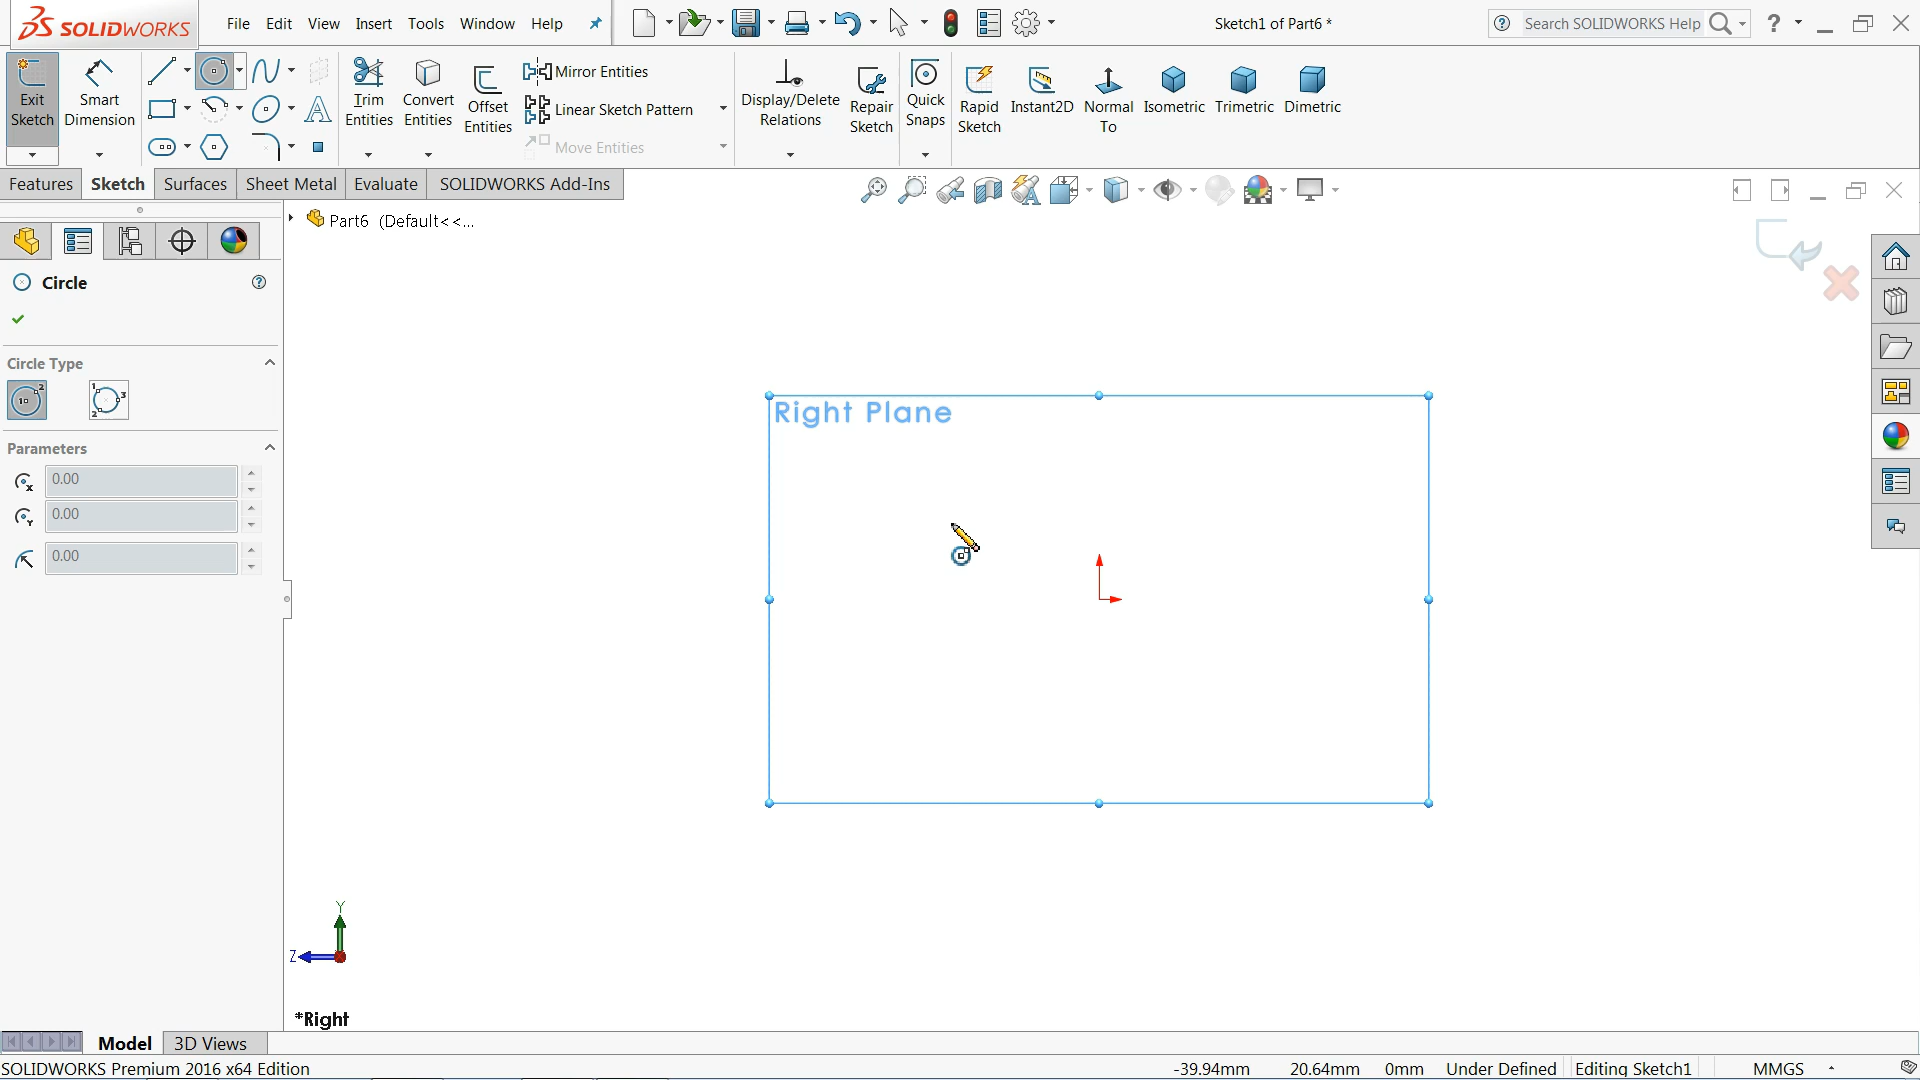 SOLIDWORKS
File Edit View Insert Tools Window Help
Sketch1 of Part6 *
Search SOLIDWORKS Help
Exit Sketch
Smart Dimension
Trim Entities
Convert Entities
Offset Entities
Mirror Entities
Linear Sketch Pattern
Move Entities
Display/Delete Relations
Repair Sketch
Quick Snaps
Rapid Sketch
Instant2D
Normal To
Isometric
Trimetric
Dimetric
Features Sketch Surfaces Sheet Metal Evaluate SOLIDWORKS Add-Ins
Part6 (Default<<...
Circle
Circle Type
Parameters
0.00
0.00
0.00
Right Plane
Y
Z
*Right
Model 3D Views
SOLIDWORKS Premium 2016 x64 Edition
-39.94mm 20.64mm 0mm Under Defined Editing Sketch1 MMGS